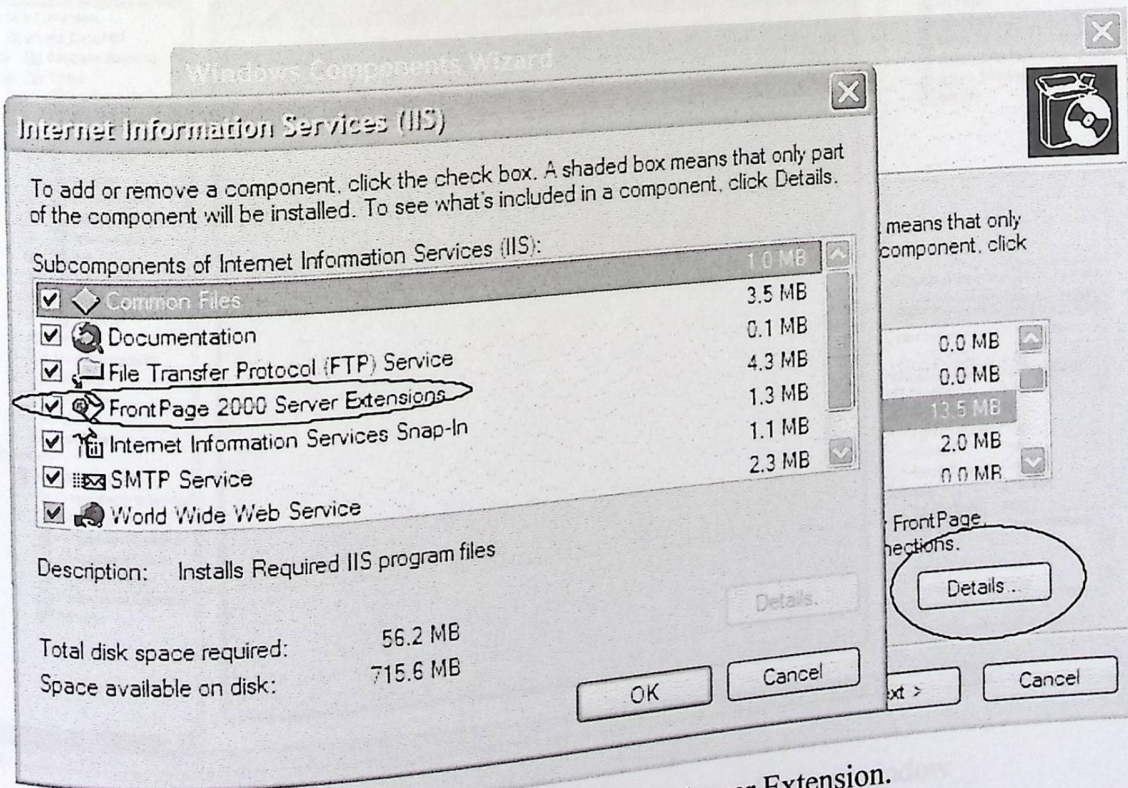 Windows Components Wizard
Internet Information Services (IIS)
To add or remove a component, click the check box. A shaded box means that only part
of the component will be installed. To see what's included in a component, click Details.
means that only
component, click
Subcomponents of Internet Information Services (IIS):
Common Files 1.0 MB
Documentation 3.5 MB
File Transfer Protocol (FTP) Service 0.1 MB
FrontPage 2000 Server Extensions 4.3 MB
Internet Information Services Snap-In 1.3 MB
SMTP Service 1.1 MB
World Wide Web Service 2.3 MB
0.0 MB
0.0 MB
13.5 MB
2.0 MB
0.0 MB
FrontPage,
nections.
Description: Installs Required IIS program files
Details.
Details...
Total disk space required: 56.2 MB
Space available on disk: 715.6 MB
OK
Cancel
ext >
Cancel
er Extension.